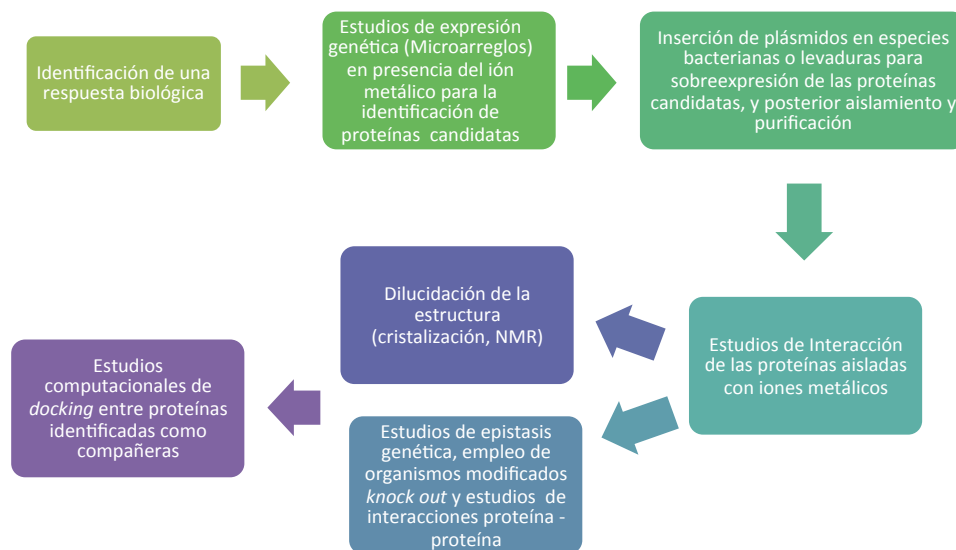 Identificación de una
respuesta biológica
Estudios de expresión
genética (Microarreglos)
en presencia del ión
metálico para la
identificación de
proteínas candidatas
Inserción de plásmidos en especies
bacterianas o levaduras para
sobreexpresión de las proteínas
candidatas, y posterior aislamiento y
purificación
Estudios de Interacción
de las proteínas aisladas
con iones metálicos
Dilucidación de la
estructura
(cristalización, NMR)
Estudios de epistasis
genética, empleo de
organismos modificados
knock out y estudios de
interacciones proteína -
proteína
Estudios
computacionales de
docking entre proteínas
identificadas como
compañeras